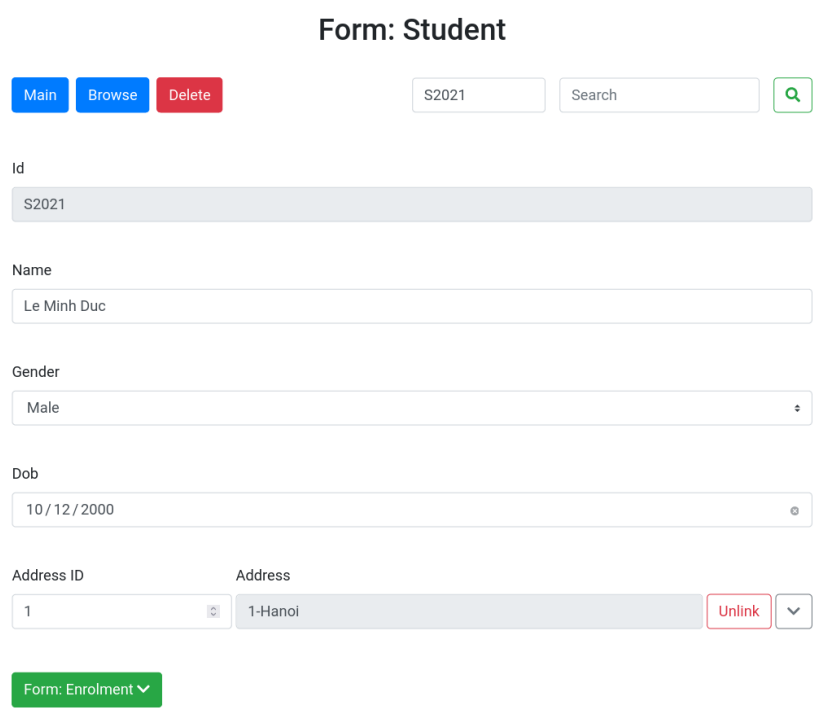 Form: Student
Main Browse Delete S2021 Search
Id
S2021
Name
Le Minh Duc
Gender
Male
Dob
10/12/2000
Address ID Address
1 1-Hanoi Unlink
Form: Enrolment